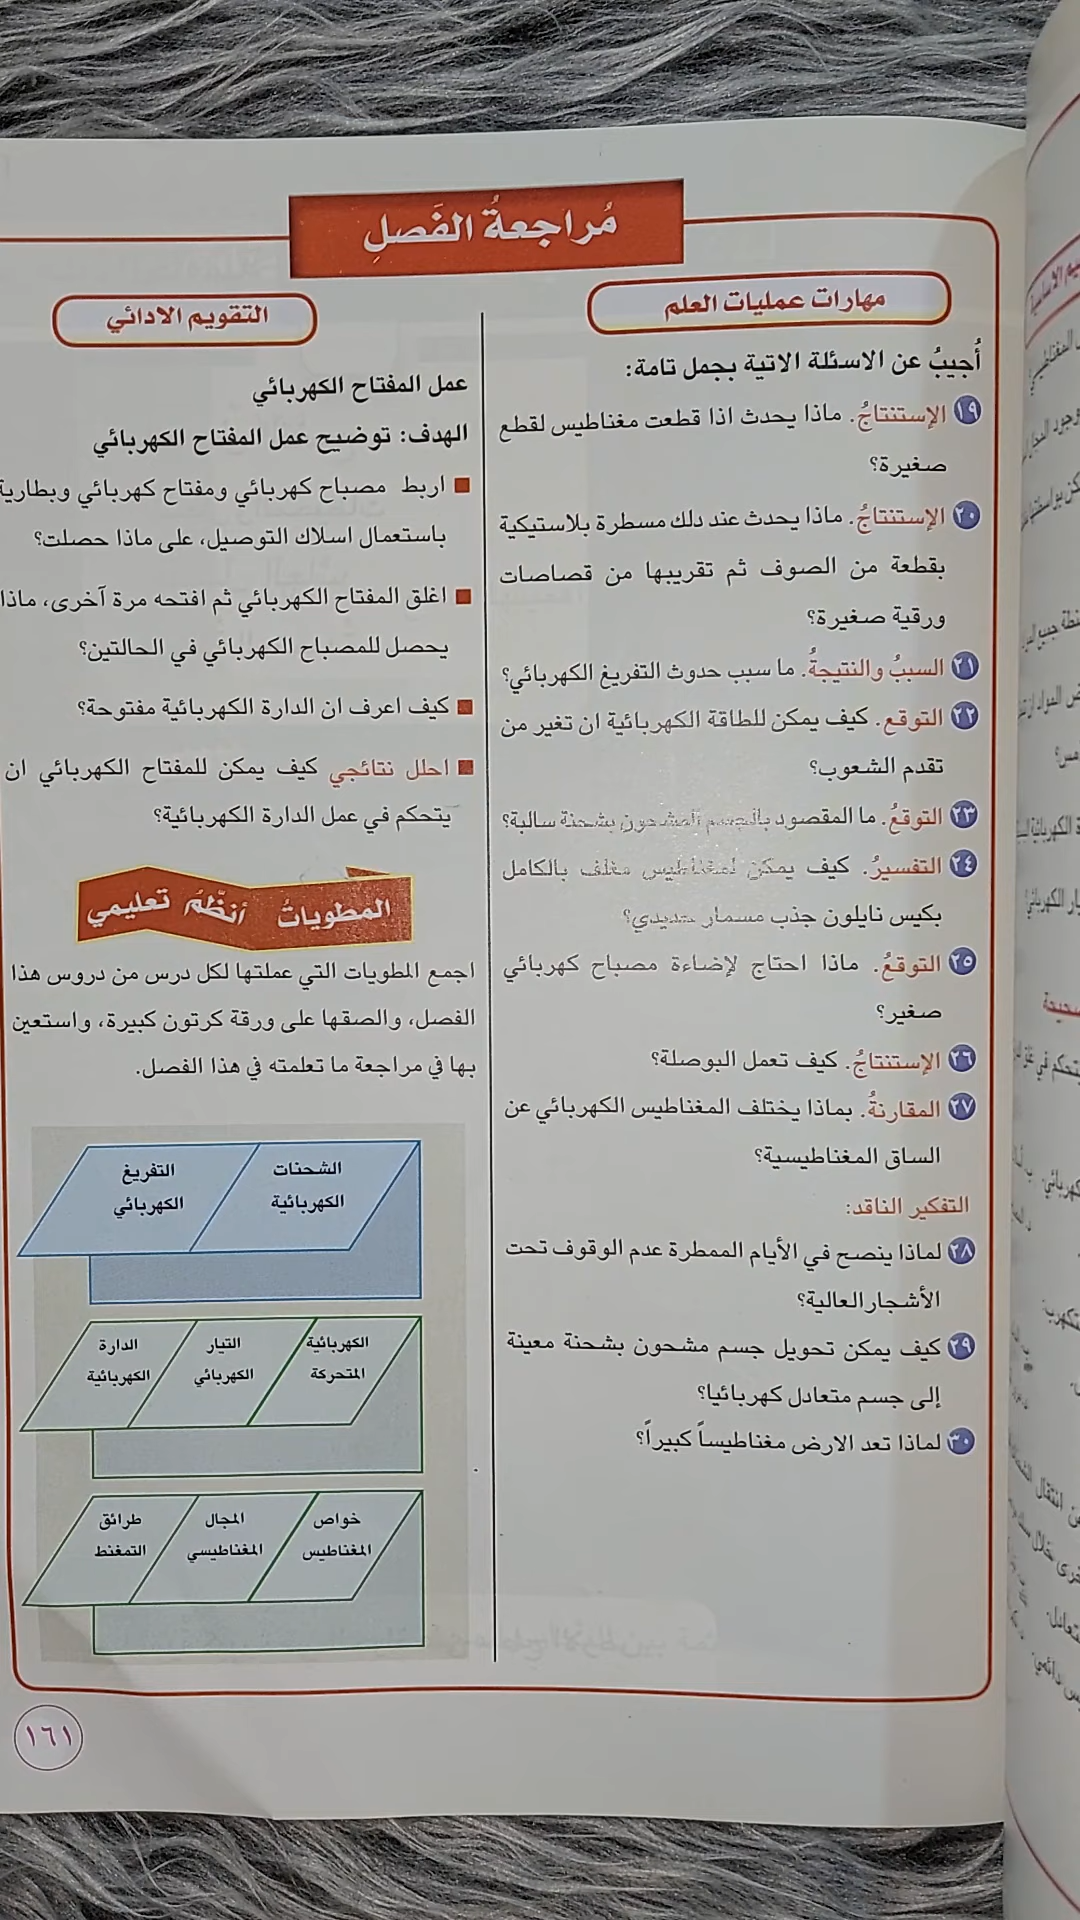 مُراجعةُ الفَصلِ
مهارات عمليات العلم
أُجيبُ عن الاسئلة الاتية بجمل تامة:
١٩ الإستنتاجُ. ماذا يحدث اذا قطعت مغناطيس لقطع
صغيرة؟
٢٠ الإستنتاجُ. ماذا يحدث عند دلك مسطرة بلاستيكية
بقطعة من الصوف ثم تقريبها من قصاصات
ورقية صغيرة؟
٢١ السببُ والنتيجةُ. ما سبب حدوث التفريغ الكهربائي؟
٢٢ التوقع. كيف يمكن للطاقة الكهربائية ان تغير من
تقدم الشعوب؟
٢٣ التوقعُ. ما المقصود بالجسم المشحون بشحنة سالبة؟
٢٤ التفسيرُ. كيف يمكن لمغناطيس مغلف بالكامل
بكيس نايلون جذب مسمار حديدي؟
٢٥ التوقعُ. ماذا احتاج لإضاءة مصباح كهربائي
صغير؟
٢٦ الإستنتاجُ. كيف تعمل البوصلة؟
٢٧ المقارنةُ. بماذا يختلف المغناطيس الكهربائي عن
الساق المغناطيسية؟
التفكير الناقد:
٢٨ لماذا ينصح في الأيام الممطرة عدم الوقوف تحت
الأشجار العالية؟
٢٩ كيف يمكن تحويل جسم مشحون بشحنة معينة
إلى جسم متعادل كهربائيا؟
٣٠ لماذا تعد الارض مغناطيساً كبيراً؟
التقويم الادائي
عمل المفتاح الكهربائي
الهدف: توضيح عمل المفتاح الكهربائي
اربط مصباح كهربائي ومفتاح كهربائي وبطارية
باستعمال اسلاك التوصيل، على ماذا حصلت؟
اغلق المفتاح الكهربائي ثم افتحه مرة آخرى، ماذا
يحصل للمصباح الكهربائي في الحالتين؟
كيف اعرف ان الدارة الكهربائية مفتوحة؟
احلل نتائجي كيف يمكن للمفتاح الكهربائي ان
يتحكم في عمل الدارة الكهربائية؟
المطوياتُ أنظّمُ تعليمي
اجمع المطويات التي عملتها لكل درس من دروس هذا
الفصل، والصقها على ورقة كرتون كبيرة، واستعين
بها في مراجعة ما تعلمته في هذا الفصل.
الشحنات التفريغ
الكهربائية الكهربائي
الكهربائية التيار الدارة
المتحركة الكهربائي الكهربائية
خواص المجال طرائق
المغناطيس المغناطيسي التمغنط
١٦١